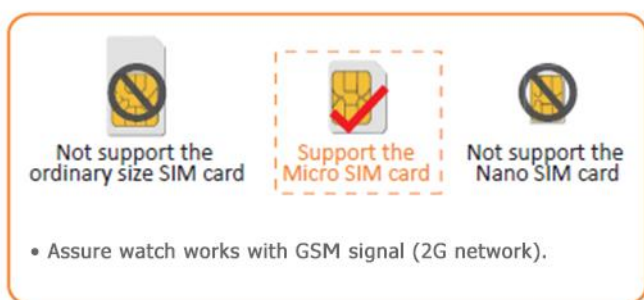 Not support the
ordinary size SIM card
Support the
Micro SIM card
Not support the
Nano SIM card
• Assure watch works with GSM signal (2G network).